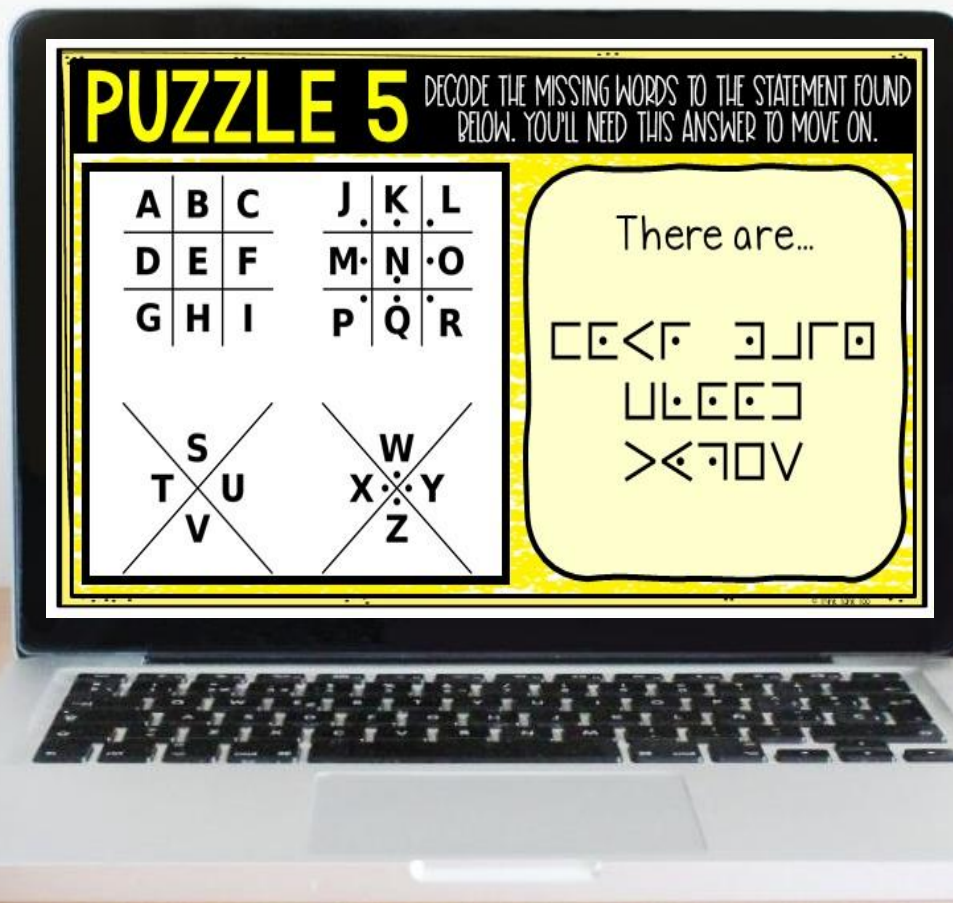 PUZZLE 5
DECODE THE MISSING WORDS TO THE STATEMENT FOUND
BELOW. YOU'LL NEED THIS ANSWER TO MOVE ON.
A B C
D E F
G H I
J K L
M N O
P Q R
S
T U
V
W
X Y
Z
There are...